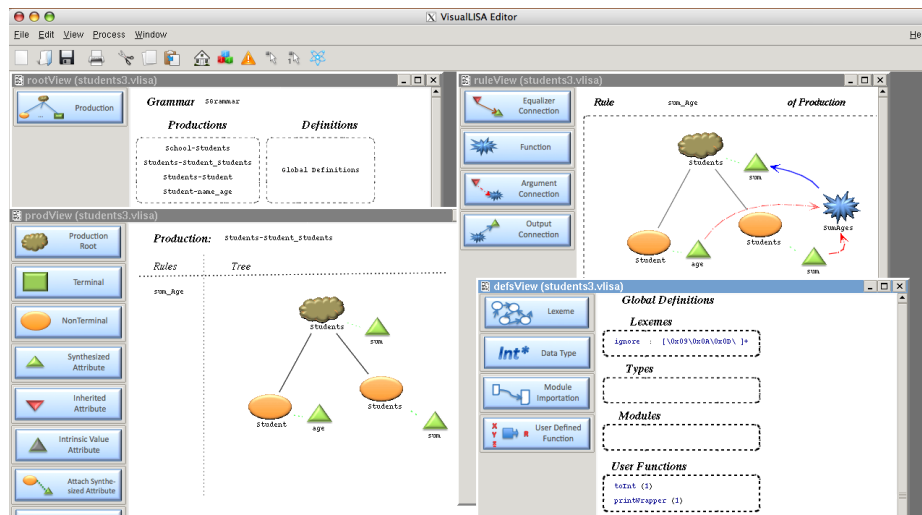 VisualLISA Editor
File Edit View Process Window He
rootView (students3.vlisa)
Production
Grammar SGrammar
Productions Definitions
School-Students
Students-Student_Students
Students-Student
Student-name_age
Global Definitions
prodView (students3.vlisa)
Production
Root
Terminal
NonTerminal
Synthesized
Attribute
Inherited
Attribute
Intrinsic Value
Attribute
Attach Synthe-
sized Attribute
Production: Students-Student_Students
Rules Tree
sum_Age
Students
sum
Student
age
Students
sum
ruleView (students3.vlisa)
Equalizer
Connection
Function
Argument
Connection
Output
Connection
Rule sum_Age of Production
Students
sum
Student
age
Students
sum
SumAges
defsView (students3.vlisa)
Lexeme
Int* Data Type
Module
Importation
X
Y
Z
R
User Defined
Function
Global Definitions
Lexemes
ignore : [\0x09\0x0A\0x0D\ ]+
Types
Modules
User Functions
toInt (1)
printWrapper (1)